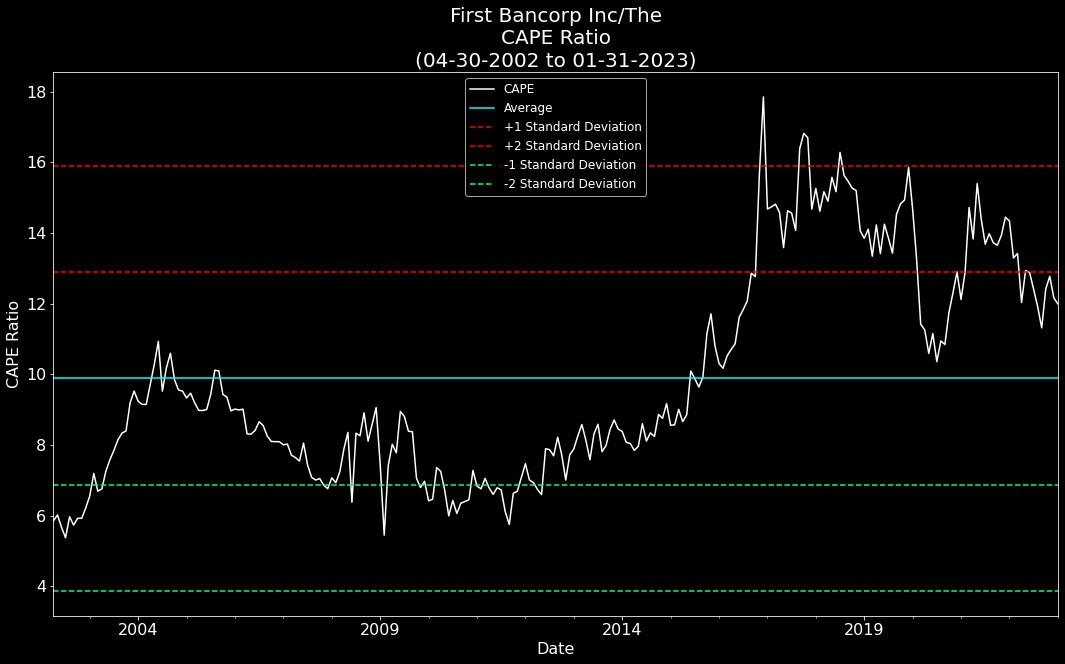 First Bancorp Inc/The
CAPE Ratio
(04-30-2002 to 01-31-2023)
CAPE
Average
+1 Standard Deviation
+2 Standard Deviation
-1 Standard Deviation
-2 Standard Deviation
18
16
14
12
10
8
6
4
CAPE Ratio
2004 2009 2014 2019
Date